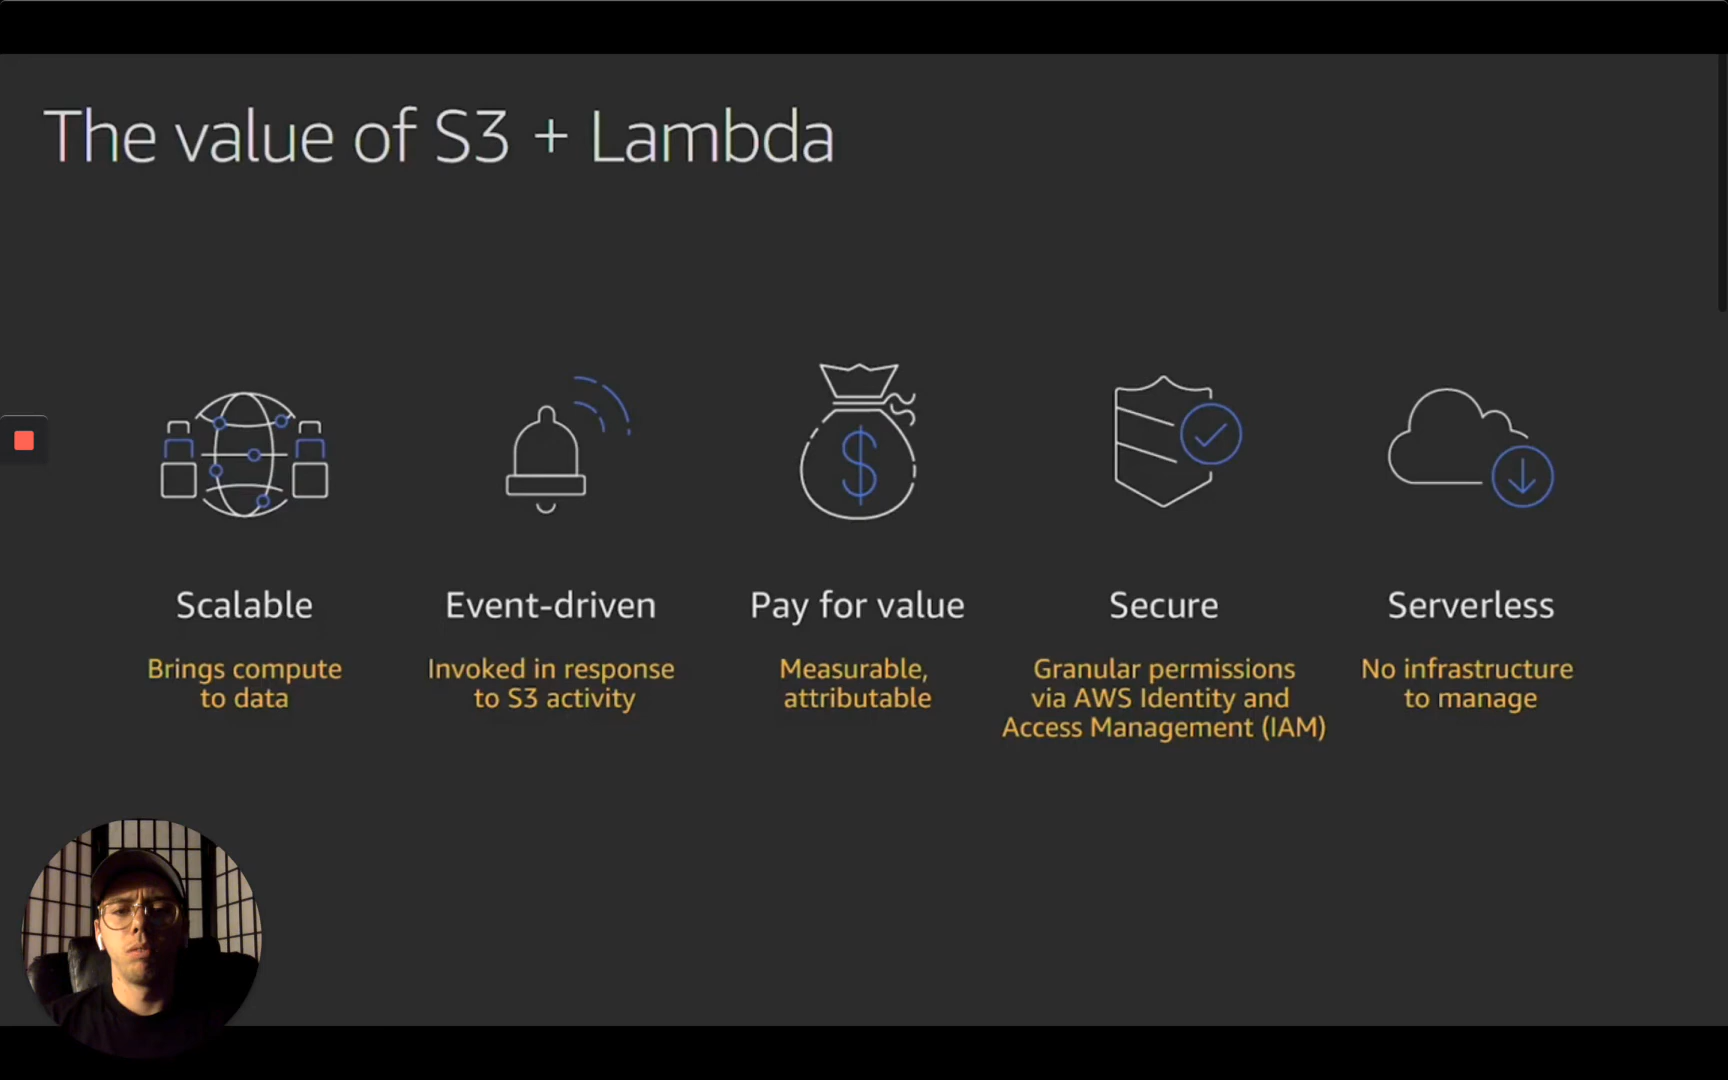 The value of S3 + Lambda
Scalable
Brings compute
to data
Event-driven
Invoked in response
to S3 activity
Pay for value
Measurable,
attributable
Secure
Granular permissions
via AWS Identity and
Access Management (IAM)
Serverless
No infrastructure
to manage